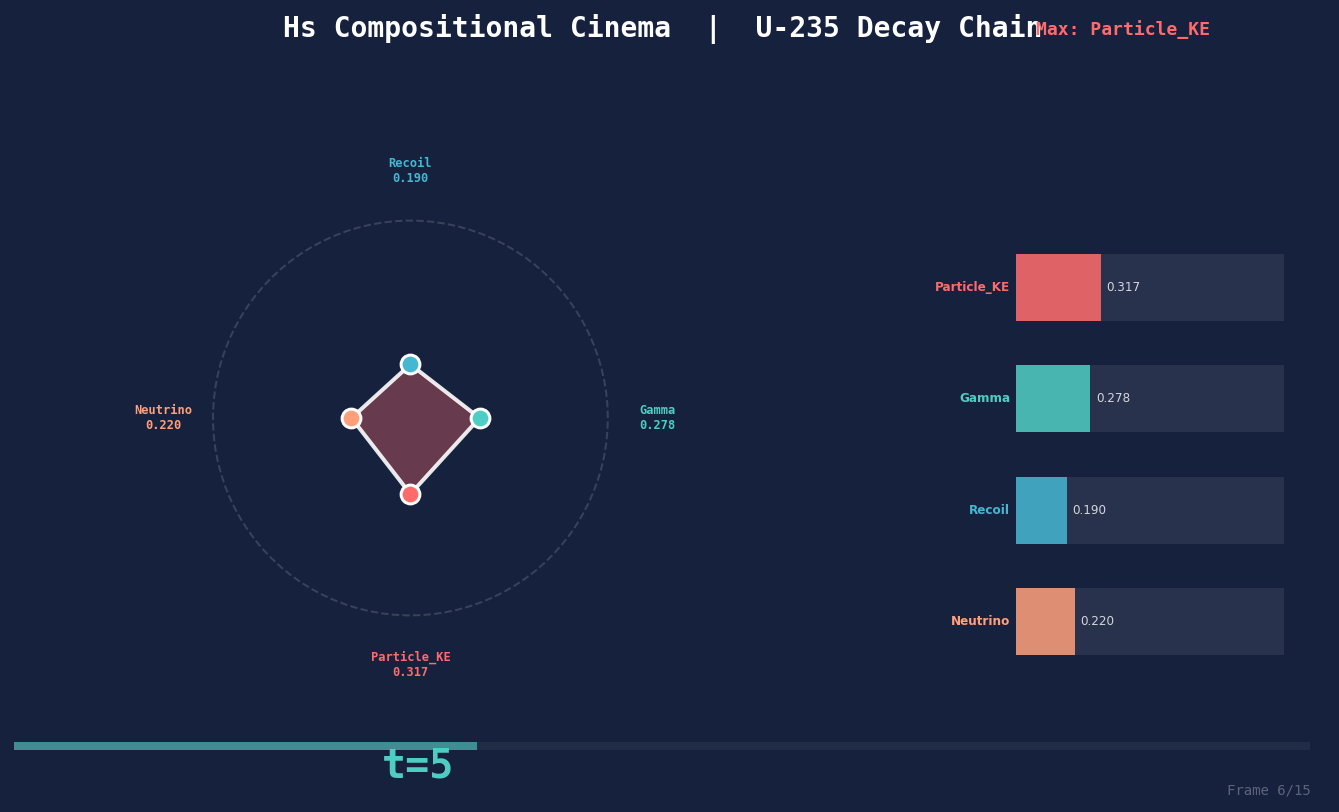 Hs Compositional Cinema | U-235 Decay Chain
Max: Particle_KE
Recoil
0.190
Neutrino
0.220
Gamma
0.278
Particle_KE
0.317
Particle_KE 0.317
Gamma 0.278
Recoil 0.190
Neutrino 0.220
t=5
Frame 6/15